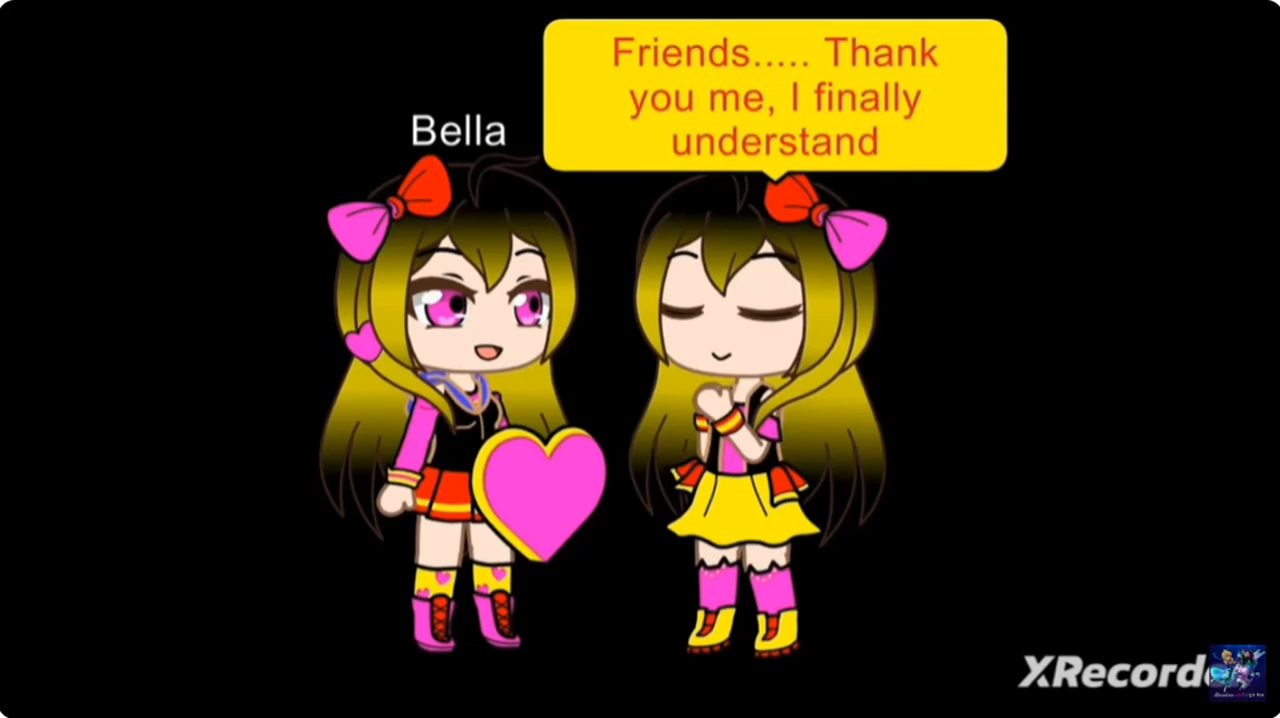 Friends..... Thank
you me, I finally
understand
Bella
XRecord